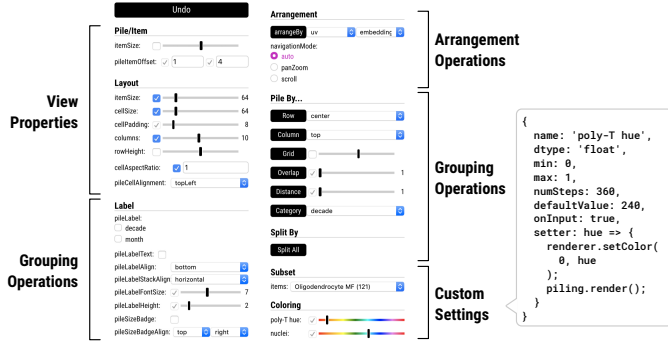 View
Properties
Grouping
Operations
Undo
Pile/Item
itemSize:
pileItemOffset: 1 4
Layout
itemSize: 64
cellSize: 64
cellPadding: 8
columns: 10
rowHeight:
cellAspectRatio: 1
pileCellAlignment: topLeft
Label
pileLabel:
decade
month
pileLabelText:
pileLabelAlign: bottom
pileLabelStackAlign horizontal
pileLabelFontSize: 7
pileLabelHeight: 2
pileSizeBadge:
pileSizeBadgeAlign: top right
Arrangement
arrangeBy uv embedding
navigationMode:
auto
panZoom
scroll
Pile By...
Row center
Column top
Grid
Overlap 1
Distance 1
Category decade
Split By
Split All
Subset
items: Oligodendrocyte MF (121)
Coloring
poly-T hue:
nuclei:
Arrangement
Operations
Grouping
Operations
Custom
Settings
{
name: 'poly-T hue',
dtype: 'float',
min: 0,
max: 1,
numSteps: 360,
defaultValue: 240,
onInput: true,
setter: hue => {
renderer.setColor(
0, hue
);
piling.render();
}
}